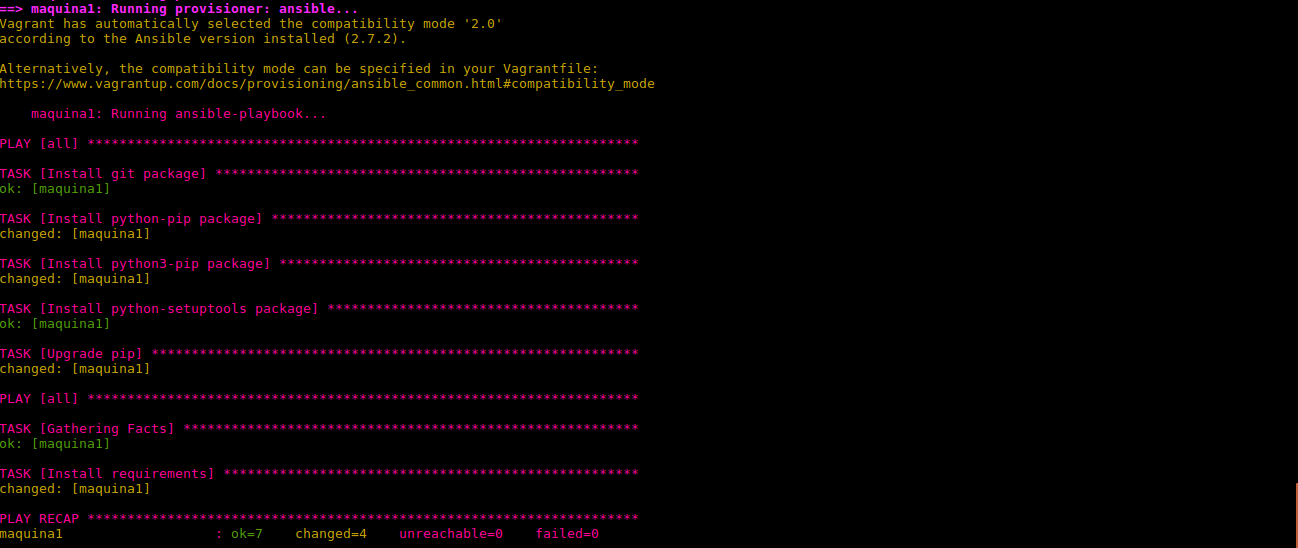 ==> maquina1: Running provisioner: ansible...
Vagrant has automatically selected the compatibility mode '2.0'
according to the Ansible version installed (2.7.2).
Alternatively, the compatibility mode can be specified in your Vagrantfile:
https://www.vagrantup.com/docs/provisioning/ansible_common.html#compatibility_mode
maquina1: Running ansible-playbook...
PLAY [all] *********************************************************************
TASK [Install git package] *****************************************************
ok: [maquina1]
TASK [Install python-pip package] **********************************************
changed: [maquina1]
TASK [Install python3-pip package] *********************************************
changed: [maquina1]
TASK [Install python-setuptools package] ***************************************
ok: [maquina1]
TASK [Upgrade pip] *************************************************************
changed: [maquina1]
PLAY [all] *********************************************************************
TASK [Gathering Facts] *********************************************************
ok: [maquina1]
TASK [Install requirements] ****************************************************
changed: [maquina1]
PLAY RECAP *********************************************************************
maquina1                   : ok=7    changed=4    unreachable=0    failed=0